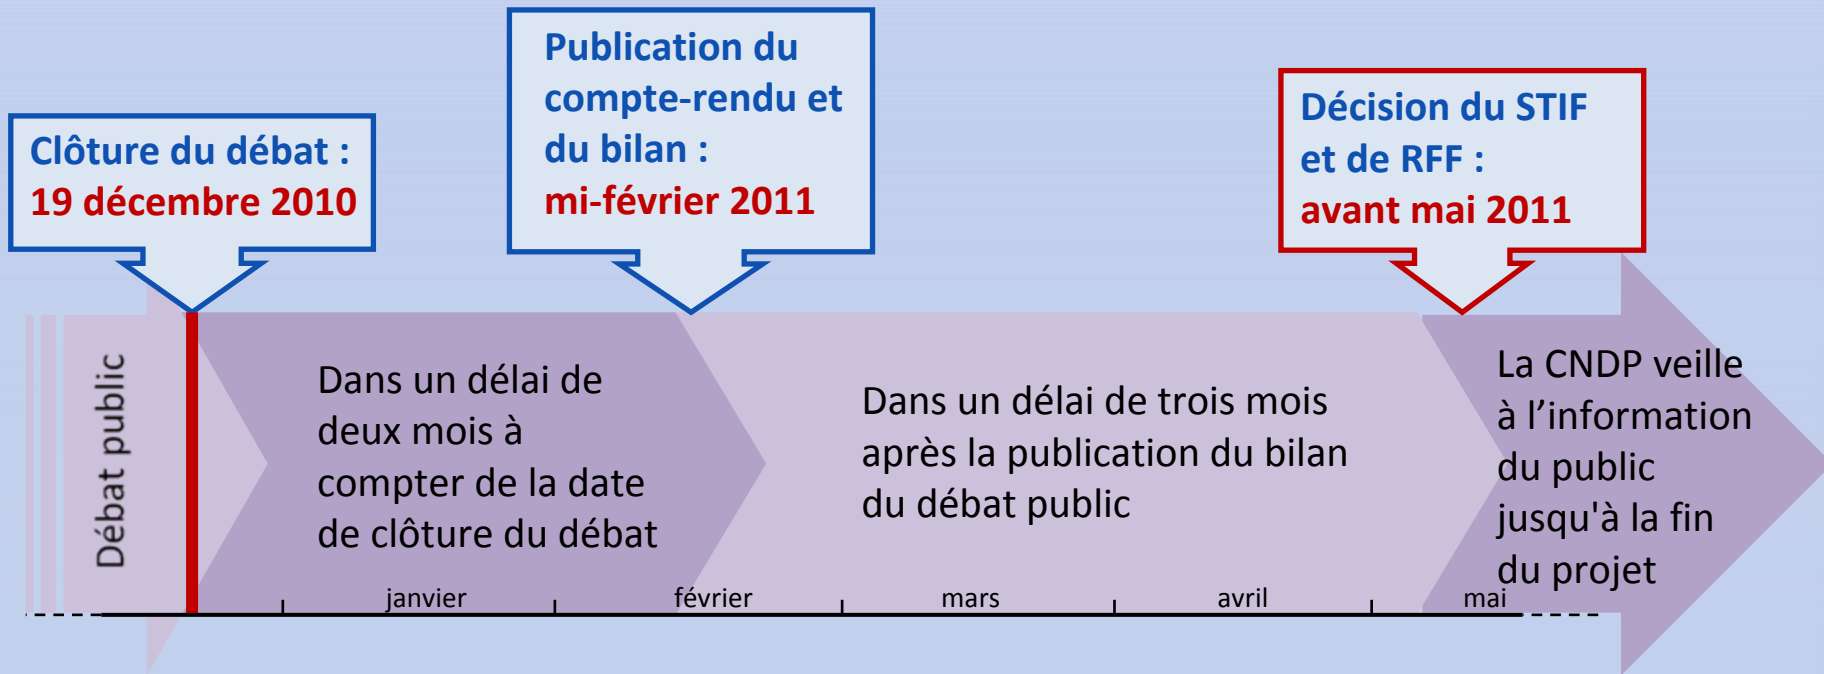 Clôture du débat :
19 décembre 2010
Publication du
compte-rendu et
du bilan :
mi-février 2011
Décision du STIF
et de RFF :
avant mai 2011
Débat public
Dans un délai de
deux mois à
compter de la date
de clôture du débat
Dans un délai de trois mois
après la publication du bilan
du débat public
La CNDP veille
à l’information
du public
jusqu'à la fin
du projet
janvier
février
mars
avril
mai